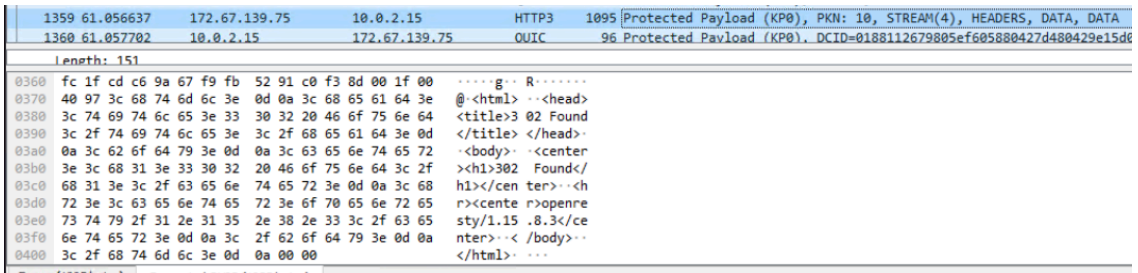 1359 61.056637 172.67.139.75 10.0.2.15 HTTP3 1095 Protected Payload (KP0), PKN: 10, STREAM(4), HEADERS, DATA, DATA
1360 61.057702 10.0.2.15 172.67.139.75 QUIC 96 Protected Payload (KP0), DCID=0188112679805ef605880427d480429e15d0
Length: 151
0360 fc 1f cd c6 9a 67 f9 fb 52 91 c0 f3 8d 00 1f 00 ·····g·· R·······
0370 40 97 3c 68 74 6d 6c 3e 0d 0a 3c 68 65 61 64 3e @·<html> ··<head>
0380 3c 74 69 74 6c 65 3e 33 30 32 20 46 6f 75 6e 64 <title>3 02 Found
0390 3c 2f 74 69 74 6c 65 3e 3c 2f 68 65 61 64 3e 0d </title> </head>·
03a0 0a 3c 62 6f 64 79 3e 0d 0a 3c 63 65 6e 74 65 72 ·<body>· ·<center
03b0 3e 3c 68 31 3e 33 30 32 20 46 6f 75 6e 64 3c 2f ><h1>302 Found</
03c0 68 31 3e 3c 2f 63 65 6e 74 65 72 3e 0d 0a 3c 68 h1></cen ter>··<h
03d0 72 3e 3c 63 65 6e 74 65 72 3e 6f 70 65 6e 72 65 r><cente r>openre
03e0 73 74 79 2f 31 2e 31 35 2e 38 2e 33 3c 2f 63 65 sty/1.15 .8.3</ce
03f0 6e 74 65 72 3e 0d 0a 3c 2f 62 6f 64 79 3e 0d 0a nter>··< /body>··
0400 3c 2f 68 74 6d 6c 3e 0d 0a 00 00 </html>· ···